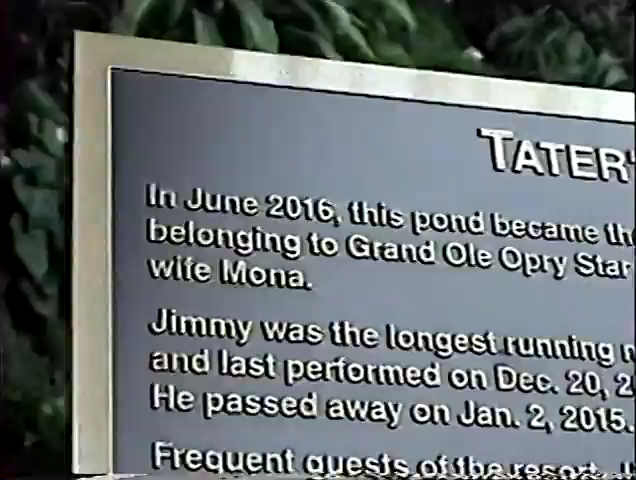 TATER'
In June 2016, this pond became th
belonging to Grand Ole Opry Star
wife Mona.
Jimmy was the longest running m
and last performed on Dec. 20, 2
He passed away on Jan. 2, 2015.
Frequent guests of the resort, J